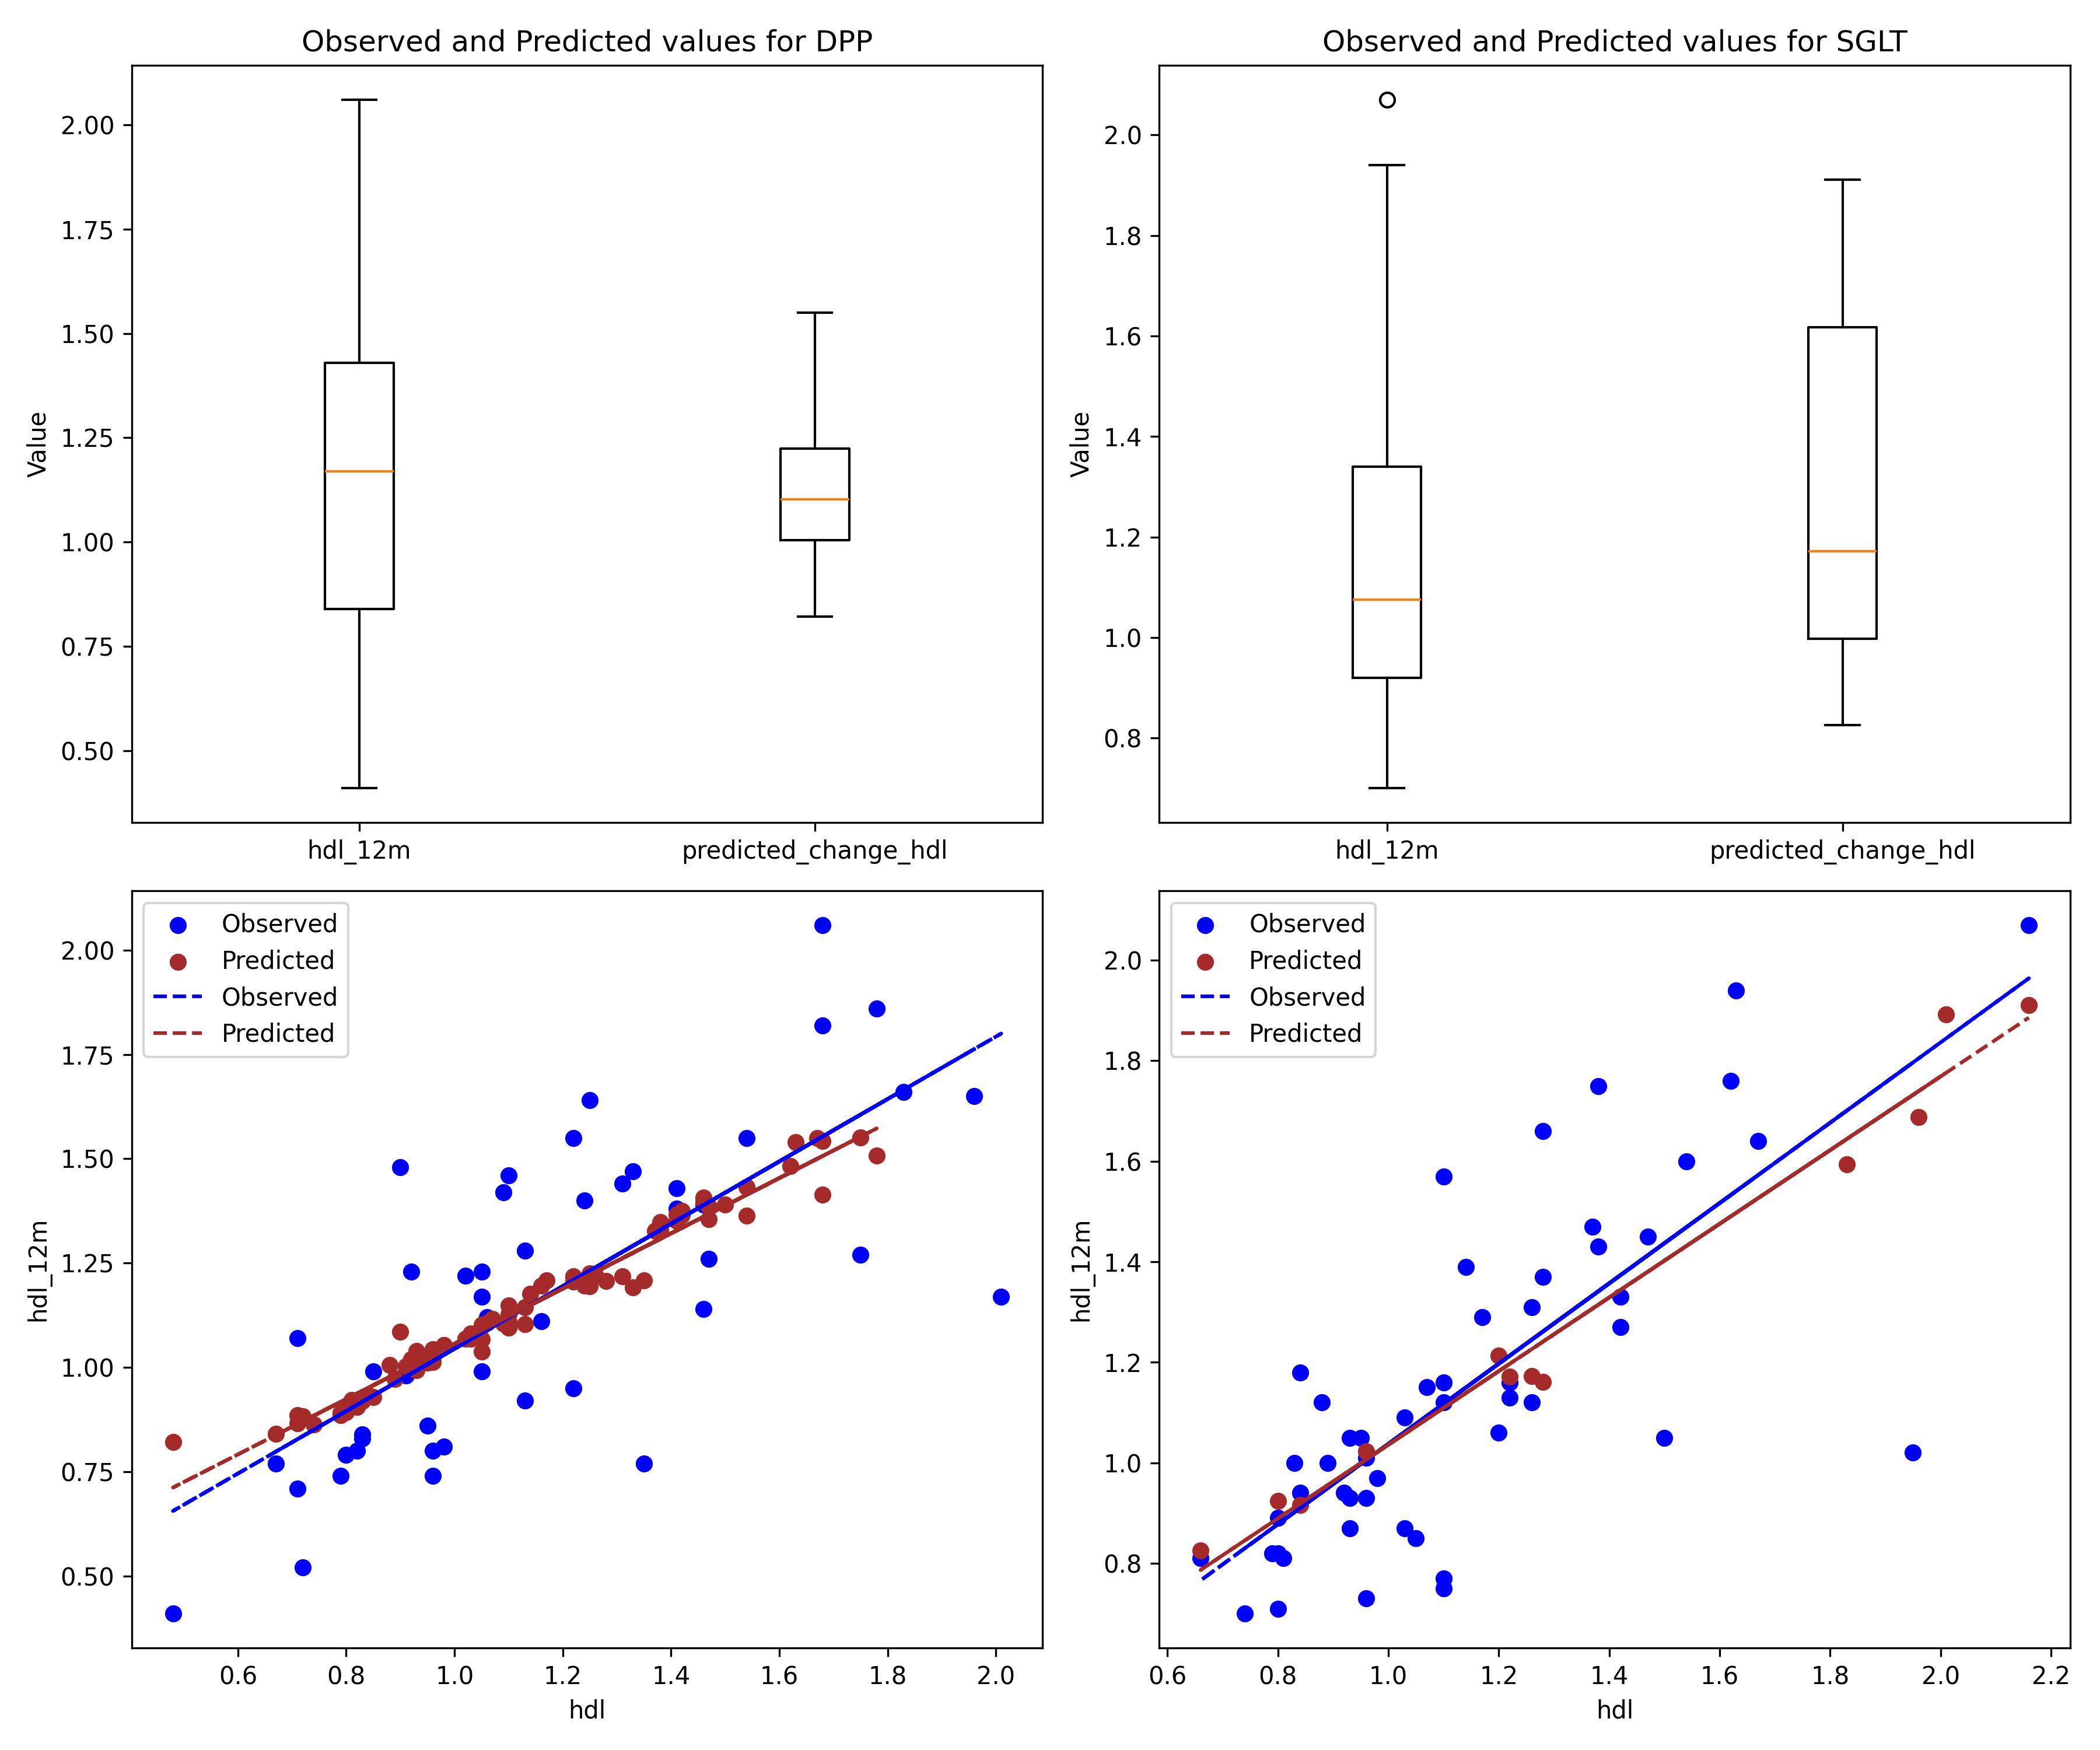 Observed and Predicted values for DPP
Value
2.00
1.75
1.50
1.25
1.00
0.75
0.50
hdl_12m predicted_change_hdl
Observed and Predicted values for SGLT
Value
2.0
1.8
1.6
1.4
1.2
1.0
0.8
hdl_12m predicted_change_hdl
Observed
Predicted
Observed
Predicted
hdl_12m
2.00
1.75
1.50
1.25
1.00
0.75
0.50
0.6 0.8 1.0 1.2 1.4 1.6 1.8 2.0
hdl
Observed
Predicted
Observed
Predicted
hdl_12m
2.0
1.8
1.6
1.4
1.2
1.0
0.8
0.6 0.8 1.0 1.2 1.4 1.6 1.8 2.0 2.2
hdl